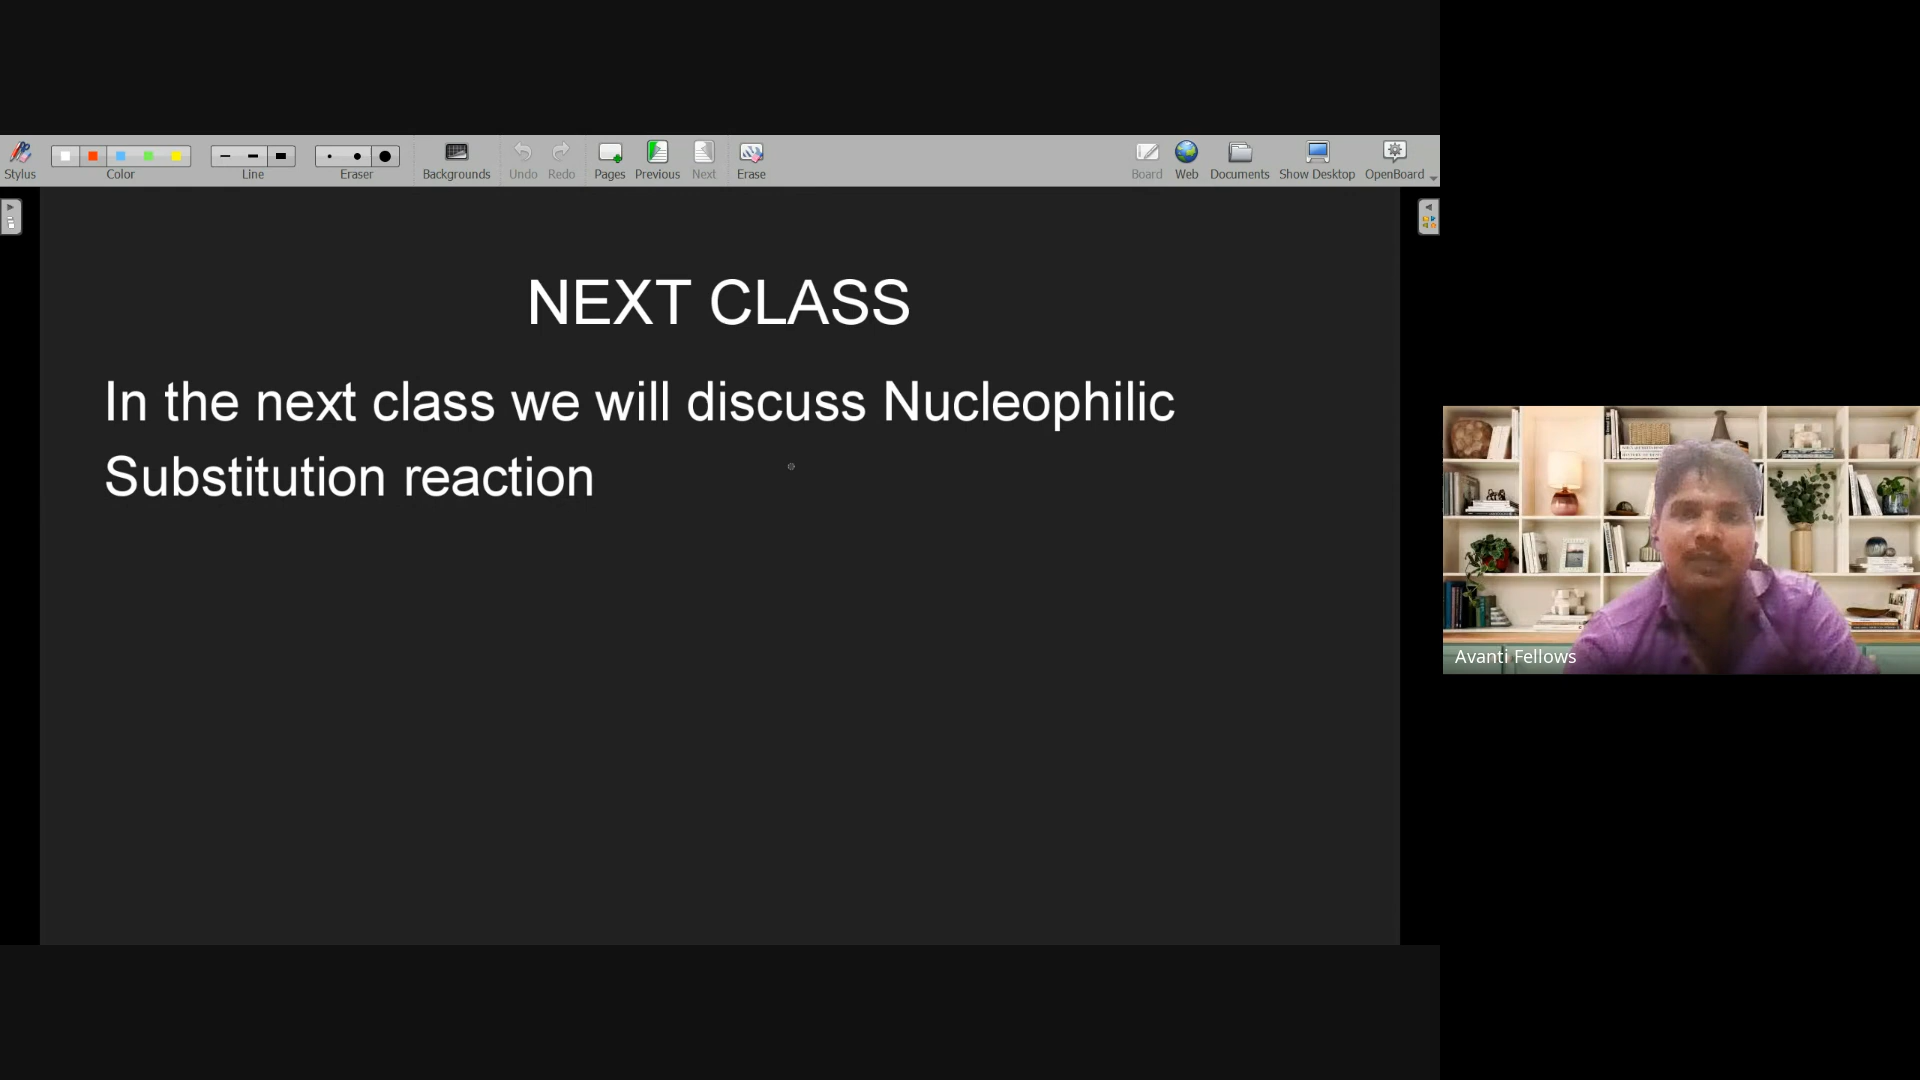 Stylus
Color
Line
Eraser
Backgrounds
Undo
Redo
Pages
Previous
Next
Erase
Board
Web
Documents
Show Desktop
OpenBoard
NEXT CLASS
In the next class we will discuss Nucleophilic
Substitution reaction
Avanti Fellows